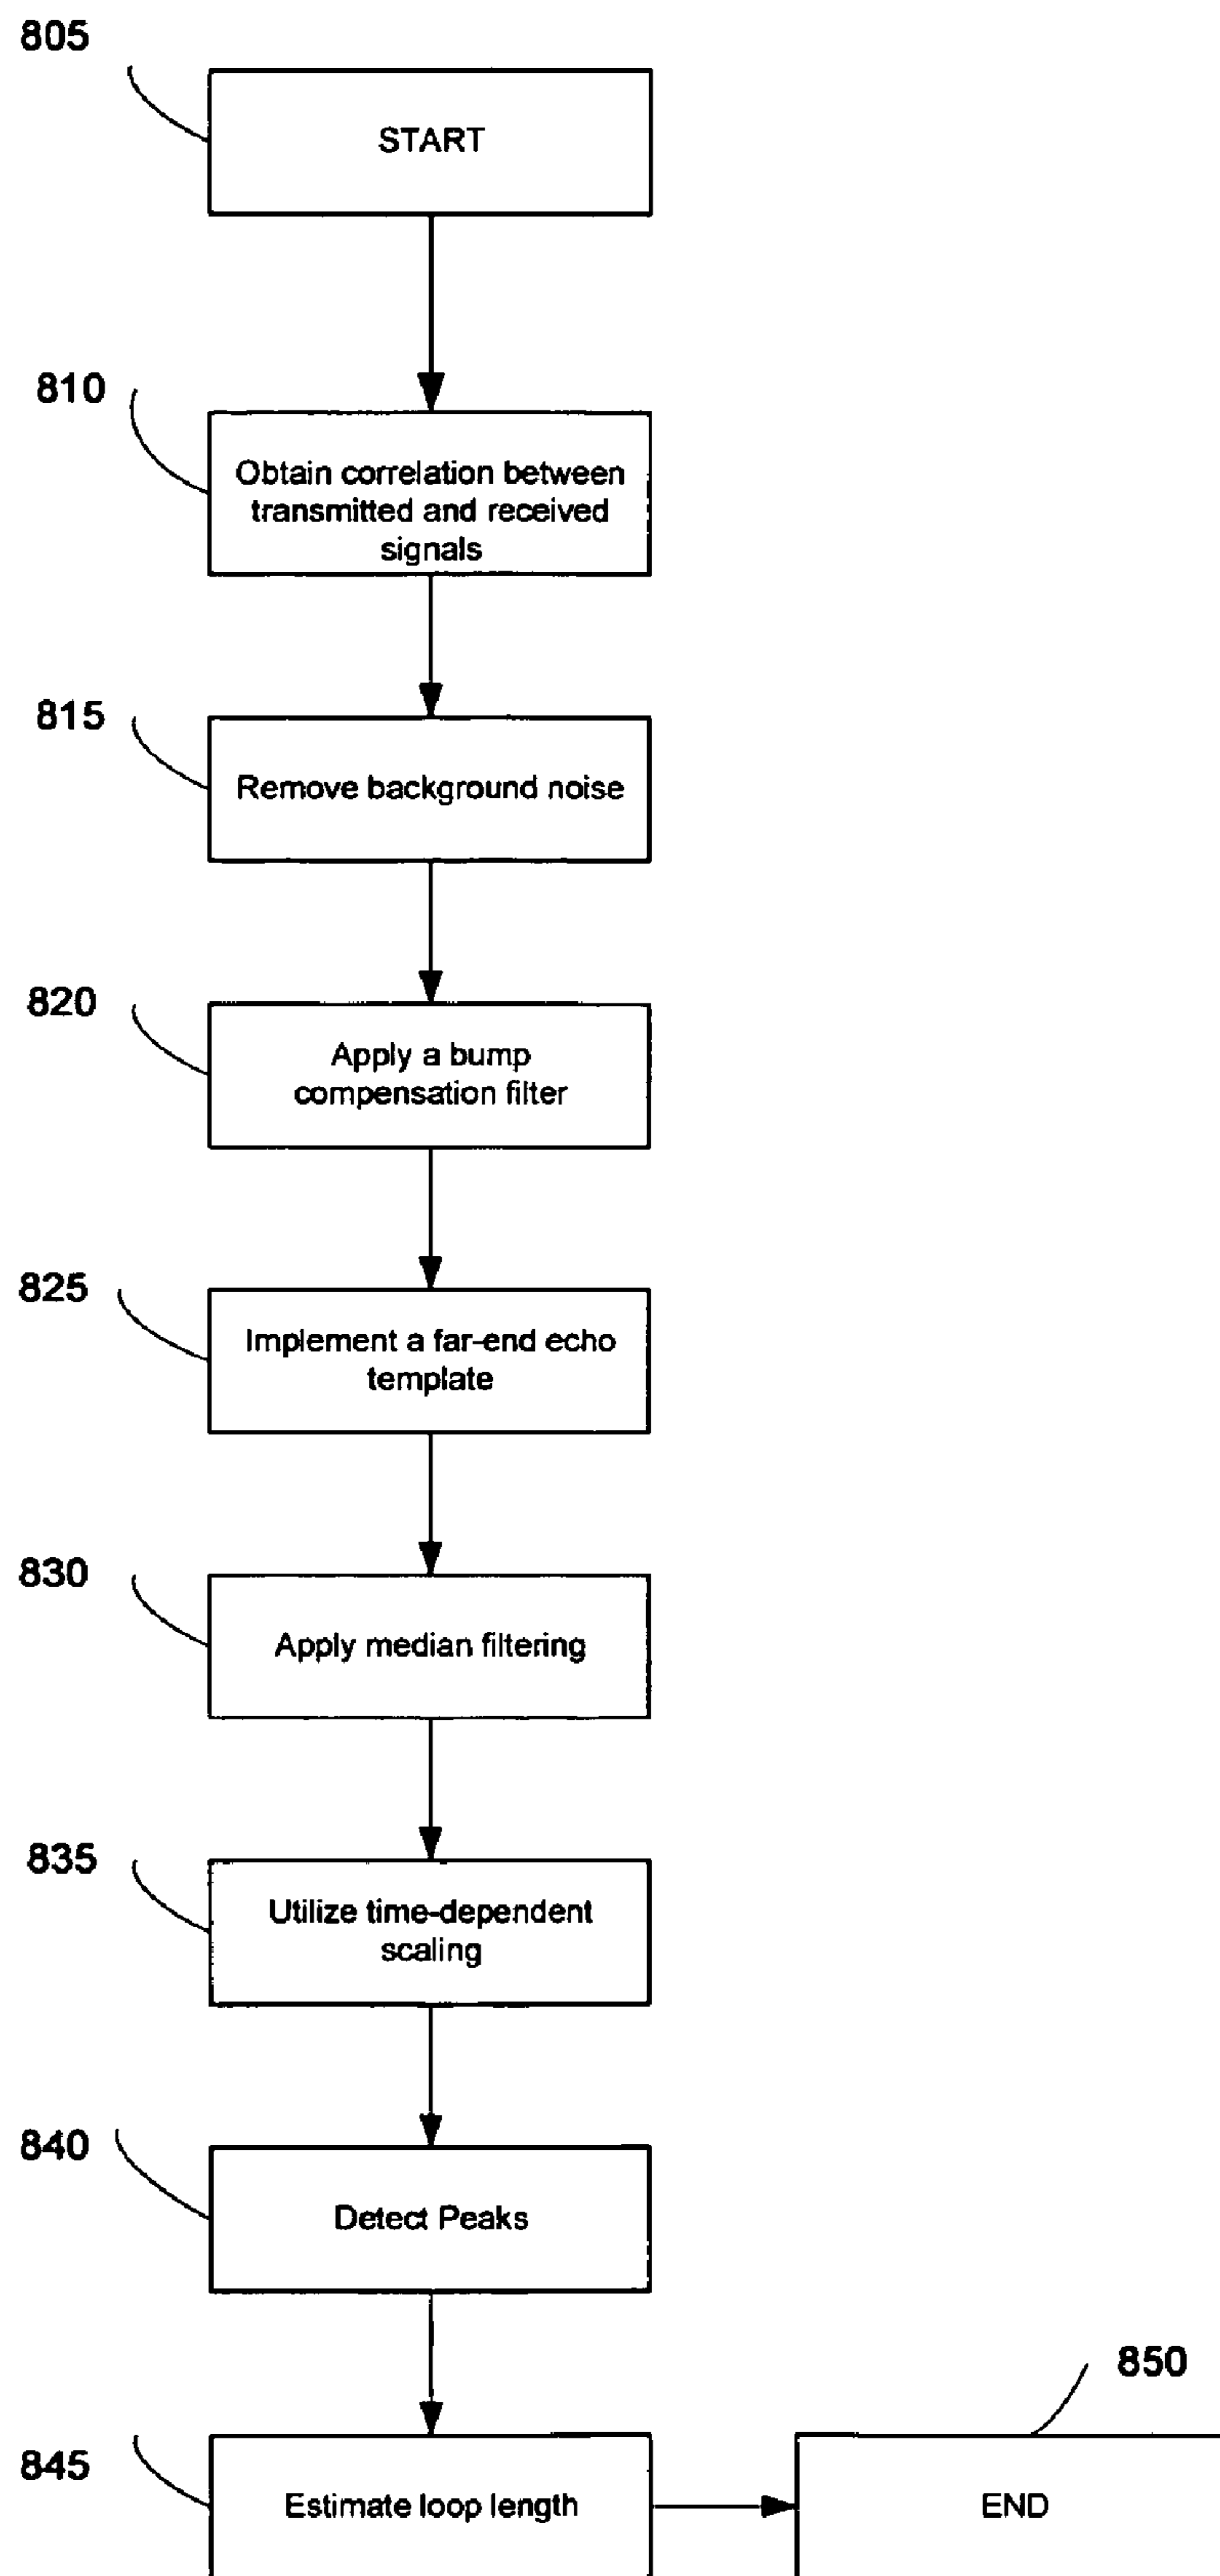 805
START
810
Obtain correlation between
transmitted and received
signals
815
Remove background noise
820
Apply a bump
compensation filter
825
Implement a far-end echo
template
830
Apply median filtering
835
Utilize time-dependent
scaling
840
Detect Peaks
850
845
Estimate loop length
END